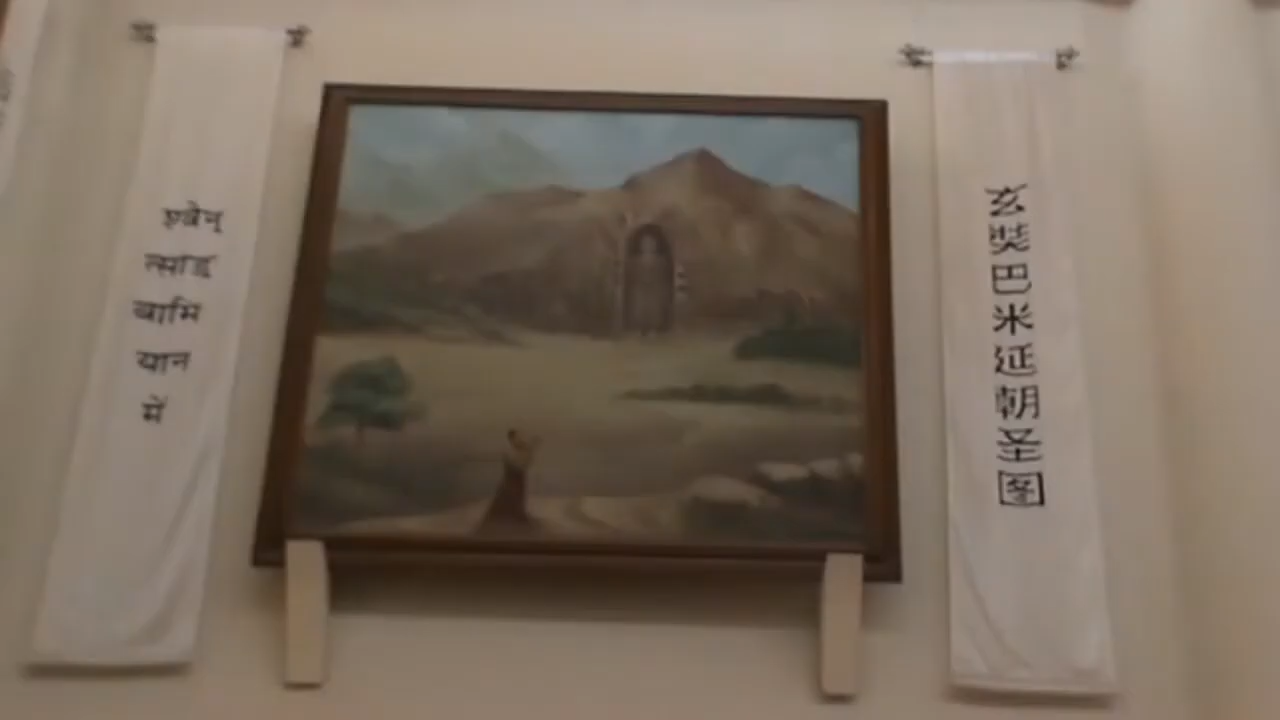 श्वेन्
त्सांङ्
बामि
यान
में
玄奘巴米延朝圣图